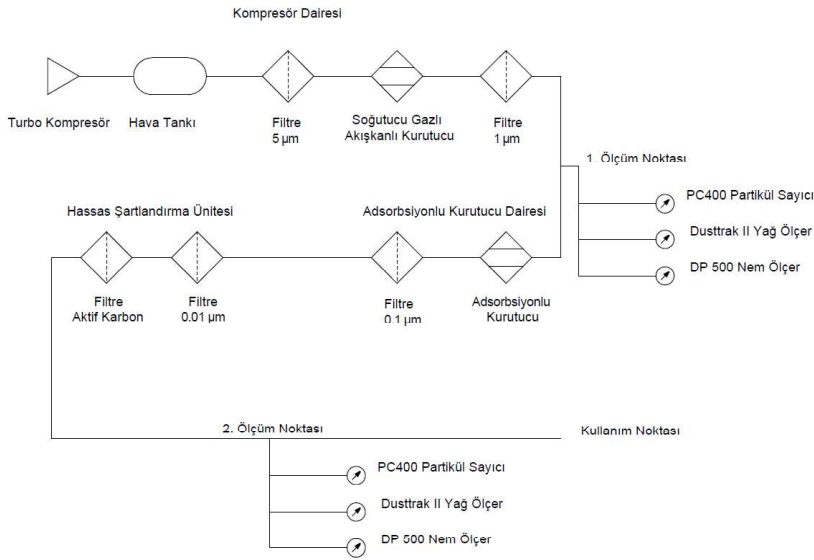 Kompresör Dairesi
Turbo Kompresör
Hava Tankı
Filtre
5 µm
Soğutucu Gazlı
Akışkanlı Kurutucu
Filtre
1µm
1. Ölçüm Noktası
PC400 Partikül Sayıcı
Dusttrak II Yağ Ölçer
DP 500 Nem Ölçer
Hassas Şartlandırma Ünitesi
Adsorbsiyonlu Kurutucu Dairesi
Filtre
Aktif Karbon
Filtre
0.01 µm
Filtre
0.1 µm
Adsorbsiyonlu
Kurutucu
2. Ölçüm Noktası
Kullanım Noktası
PC400 Partikül Sayıcı
Dusttrak II Yağ Ölçer
DP 500 Nem Ölçer